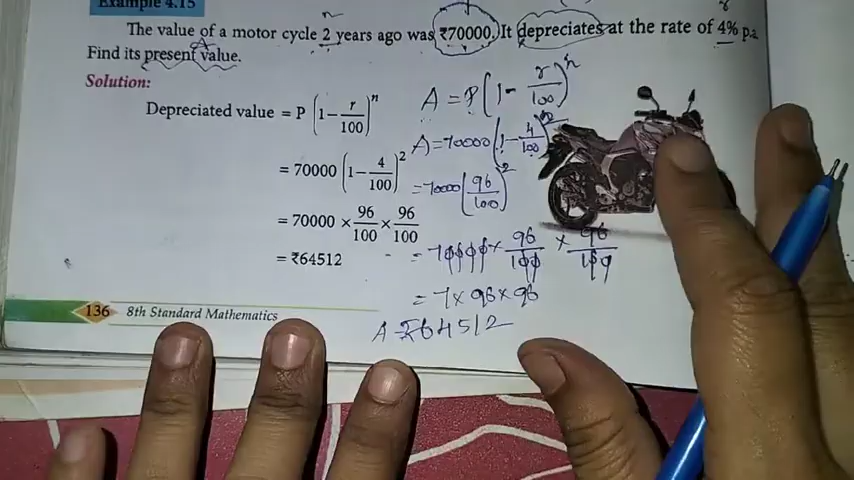 Example 4.15
n
r
The value of a motor cycle 2 years ago was ₹70000. It depreciates at the rate of 4% p.a
A
Find its present value.
Solution:
Depreciated value = P (1 − r/100)^n
= 70000 (1 − 4/100)^2
= 70000 × 96/100 × 96/100
= ₹64512
A = P (1 − r/100)^n
A = 70000 (1 − 4/100)^2
= 70000 (96/100)^2
= 70000 × 96/100 × 96/100
= 7 × 96 × 96
A = ₹64512
136 8th Standard Mathematics